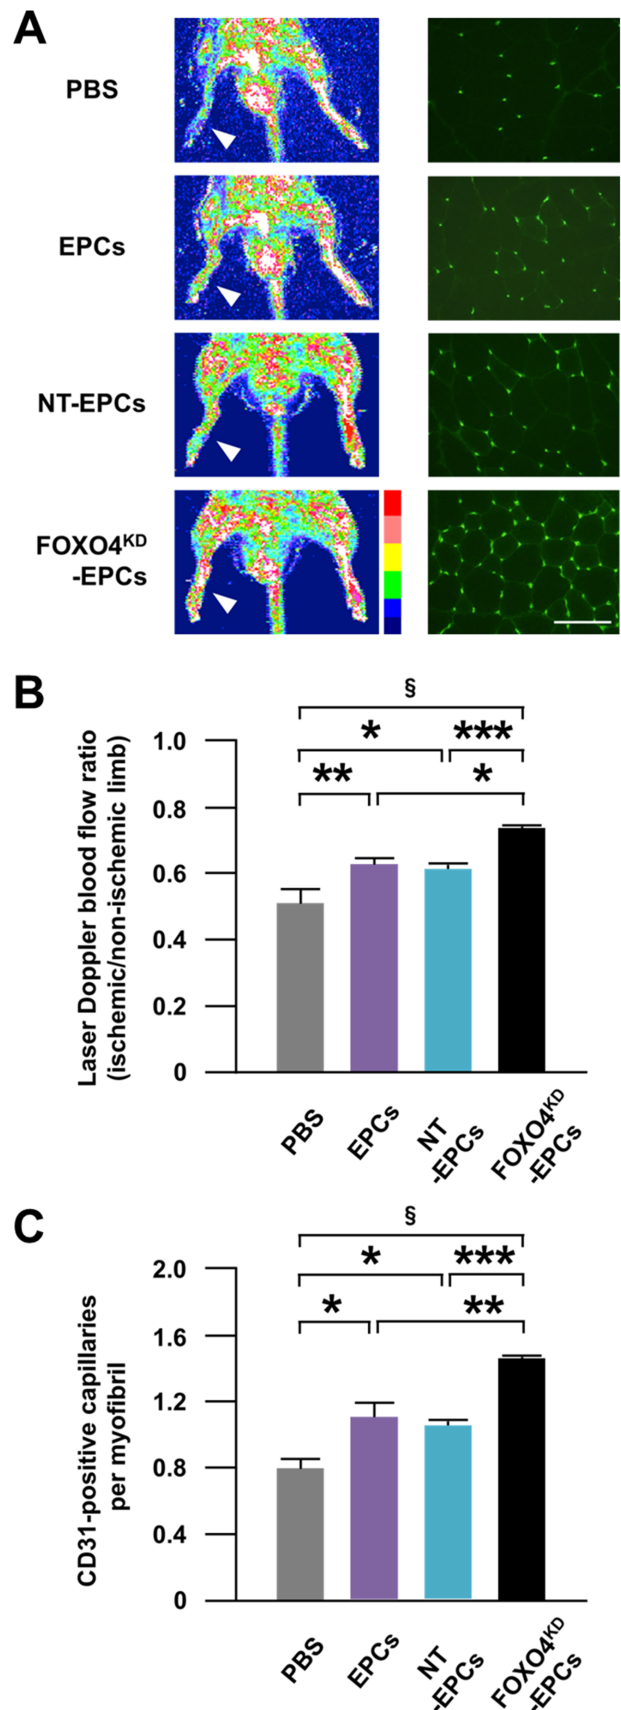 A
PBS
EPCs
NT-EPCs
FOXO4KD
-EPCs
B
§
* ***
** *
Laser Doppler blood flow ratio
(ischemic/non-ischemic limb)
1.0
0.8
0.6
0.4
0.2
0
PBS
EPCs
NT
-EPCs
FOXO4KD
-EPCs
C
§
* ***
* **
CD31-positive capillaries
per myofibril
2.0
1.6
1.2
0.8
0.4
0
PBS
EPCs
NT
-EPCs
FOXO4KD
-EPCs